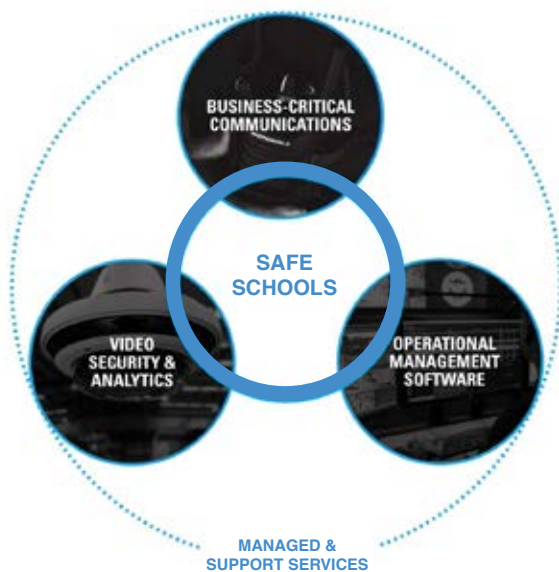 BUSINESS-CRITICAL
COMMUNICATIONS
SAFE
SCHOOLS
VIDEO
SECURITY &
ANALYTICS
OPERATIONAL
MANAGEMENT
SOFTWARE
MANAGED &
SUPPORT SERVICES